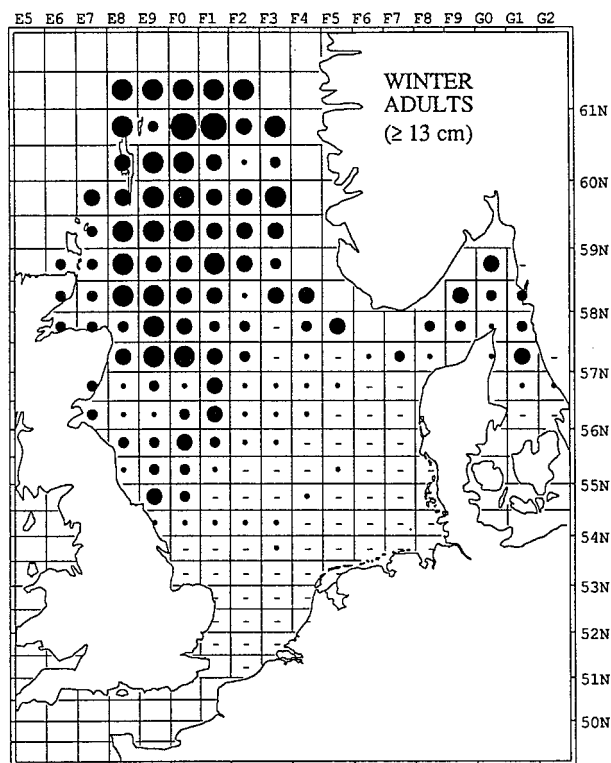 E5 E6 E7 E8 E9 F0 F1 F2 F3 F4 F5 F6 F7 F8 F9 G0 G1 G2
WINTER
ADULTS
(≥ 13 cm)
61N
60N
59N
58N
57N
56N
55N
54N
53N
52N
51N
50N